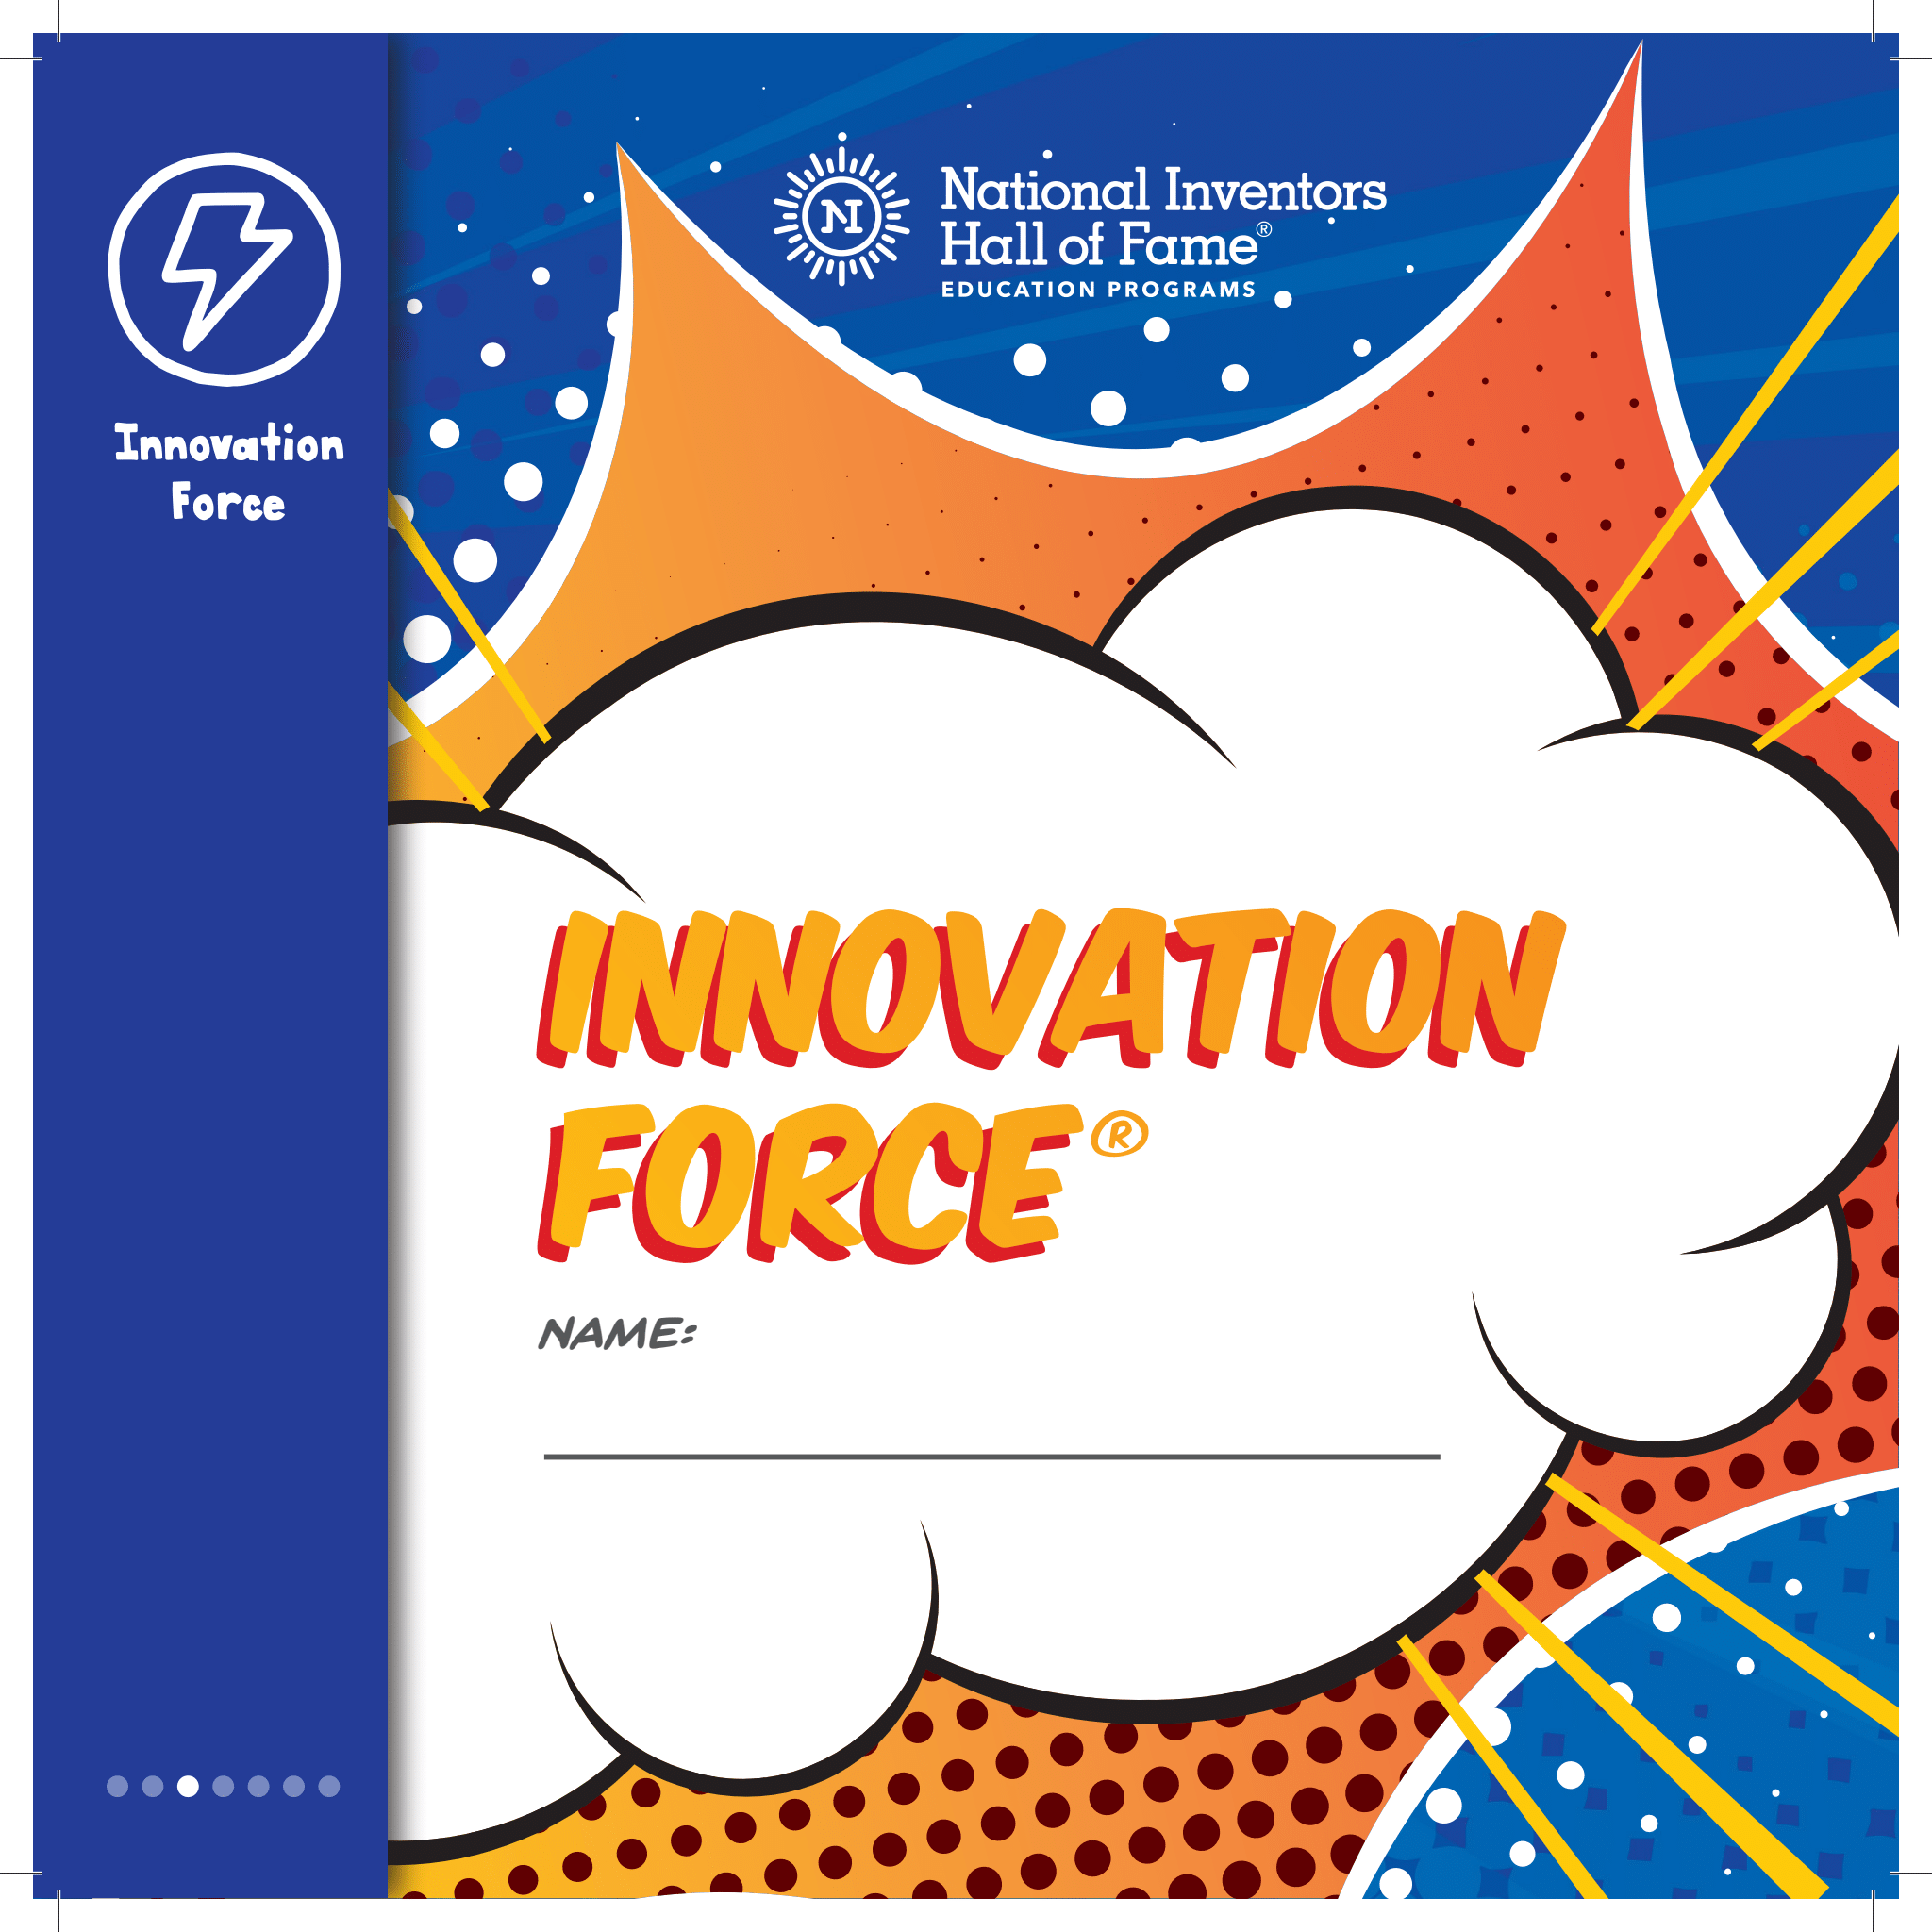 Innovation
Force
N
National Inventors
Hall of Fame®
EDUCATION PROGRAMS
INNOVATION
FORCE®
NAME: